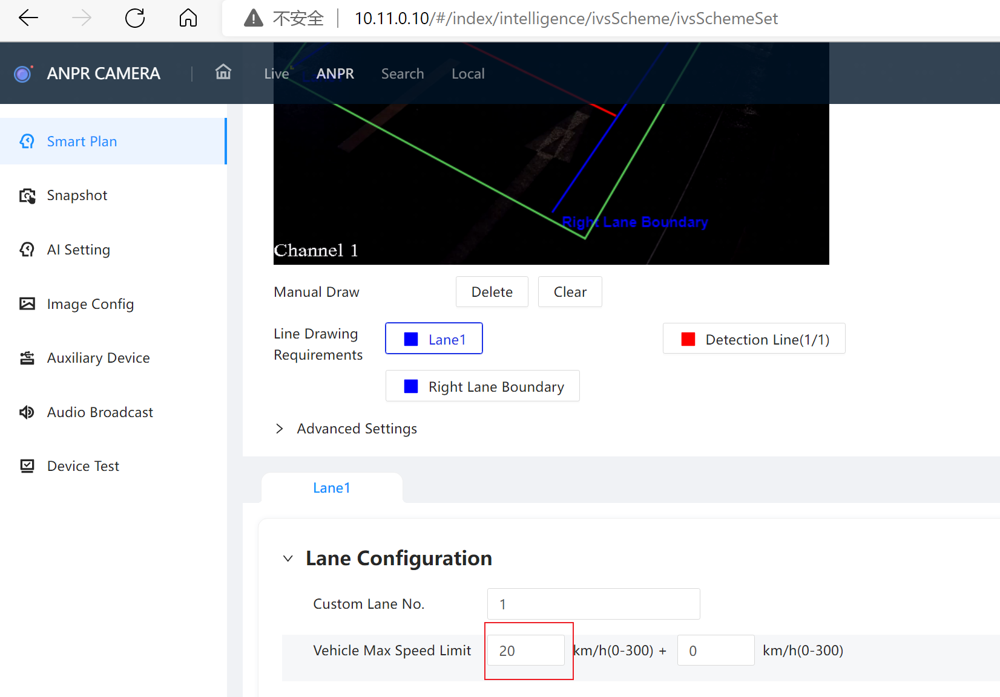 不安全 10.11.0.10/#/index/intelligence/ivsScheme/ivsSchemeSet
ANPR CAMERA Live ANPR Search Local
Smart Plan
Snapshot
AI Setting
Image Config
Auxiliary Device
Audio Broadcast
Device Test
Right Lane Boundary
Channel 1
Manual Draw Delete Clear
Line Drawing Requirements
Lane1 Detection Line(1/1)
Right Lane Boundary
Advanced Settings
Lane1
Lane Configuration
Custom Lane No. 1
Vehicle Max Speed Limit 20 km/h(0-300) + 0 km/h(0-300)